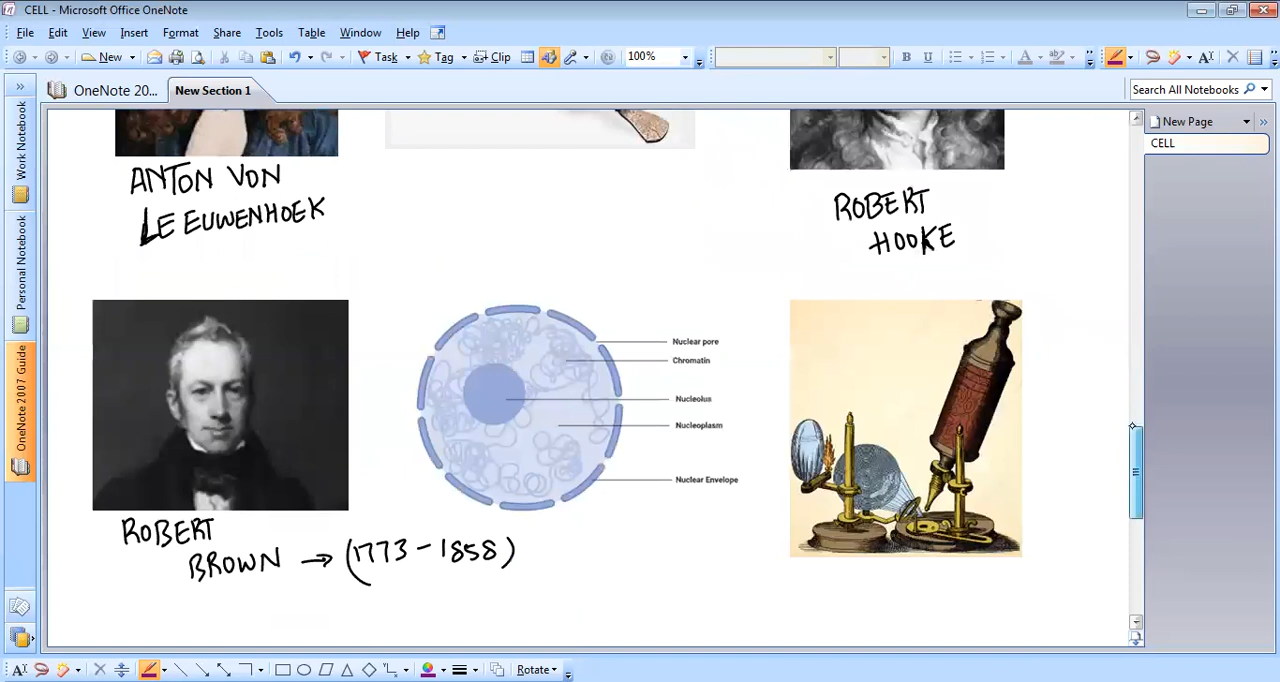 CELL - Microsoft Office OneNote
File Edit View Insert Format Share Tools Table Window Help
New Task Tag Clip 100% B U A ab
OneNote 20... New Section 1 Search All Notebooks
Work Notebook
Personal Notebook
OneNote 2007 Guide
New Page
CELL
ANTON VON
LEEUWENHOEK
ROBERT
HOOKE
Nuclear pore
Chromatin
Nucleolus
Nucleoplasm
Nuclear Envelope
ROBERT
BROWN → (1773-1858)
Rotate